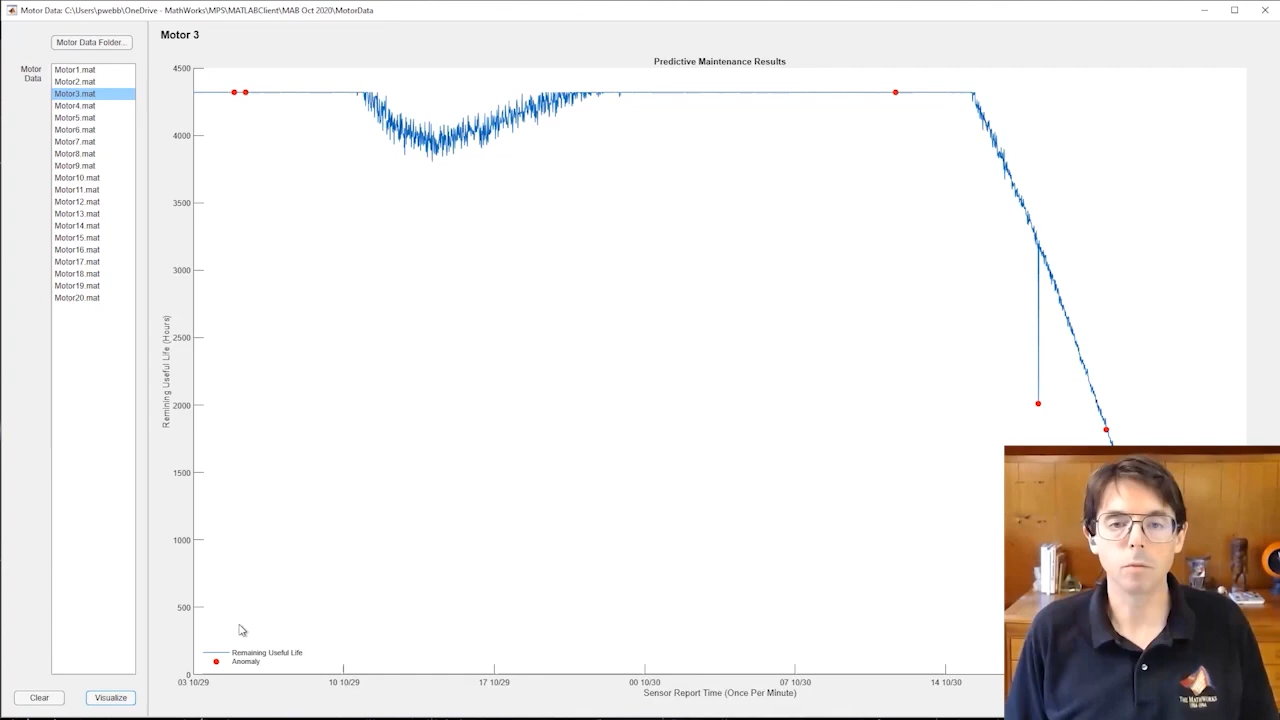 Motor Data: C:\Users\pwebb\OneDrive - MathWorks\MPS\MATLABClient\MAB Oct 2020\MotorData
Motor Data Folder...
Motor 3
Motor
Data
Motor1.mat
Motor2.mat
Motor3.mat
Motor4.mat
Motor5.mat
Motor6.mat
Motor7.mat
Motor8.mat
Motor9.mat
Motor10.mat
Motor11.mat
Motor12.mat
Motor13.mat
Motor14.mat
Motor15.mat
Motor16.mat
Motor17.mat
Motor18.mat
Motor19.mat
Motor20.mat
Clear
Visualize
Predictive Maintenance Results
4500
4000
3500
3000
2500
2000
1500
1000
500
0
Remining Useful Life (Hours)
Remaining Useful Life
Anomaly
03 10/29
10 10/29
17 10/29
00 10/30
07 10/30
14 10/30
Sensor Report Time (Once Per Minute)
THE MATHWORKS
1984-1994